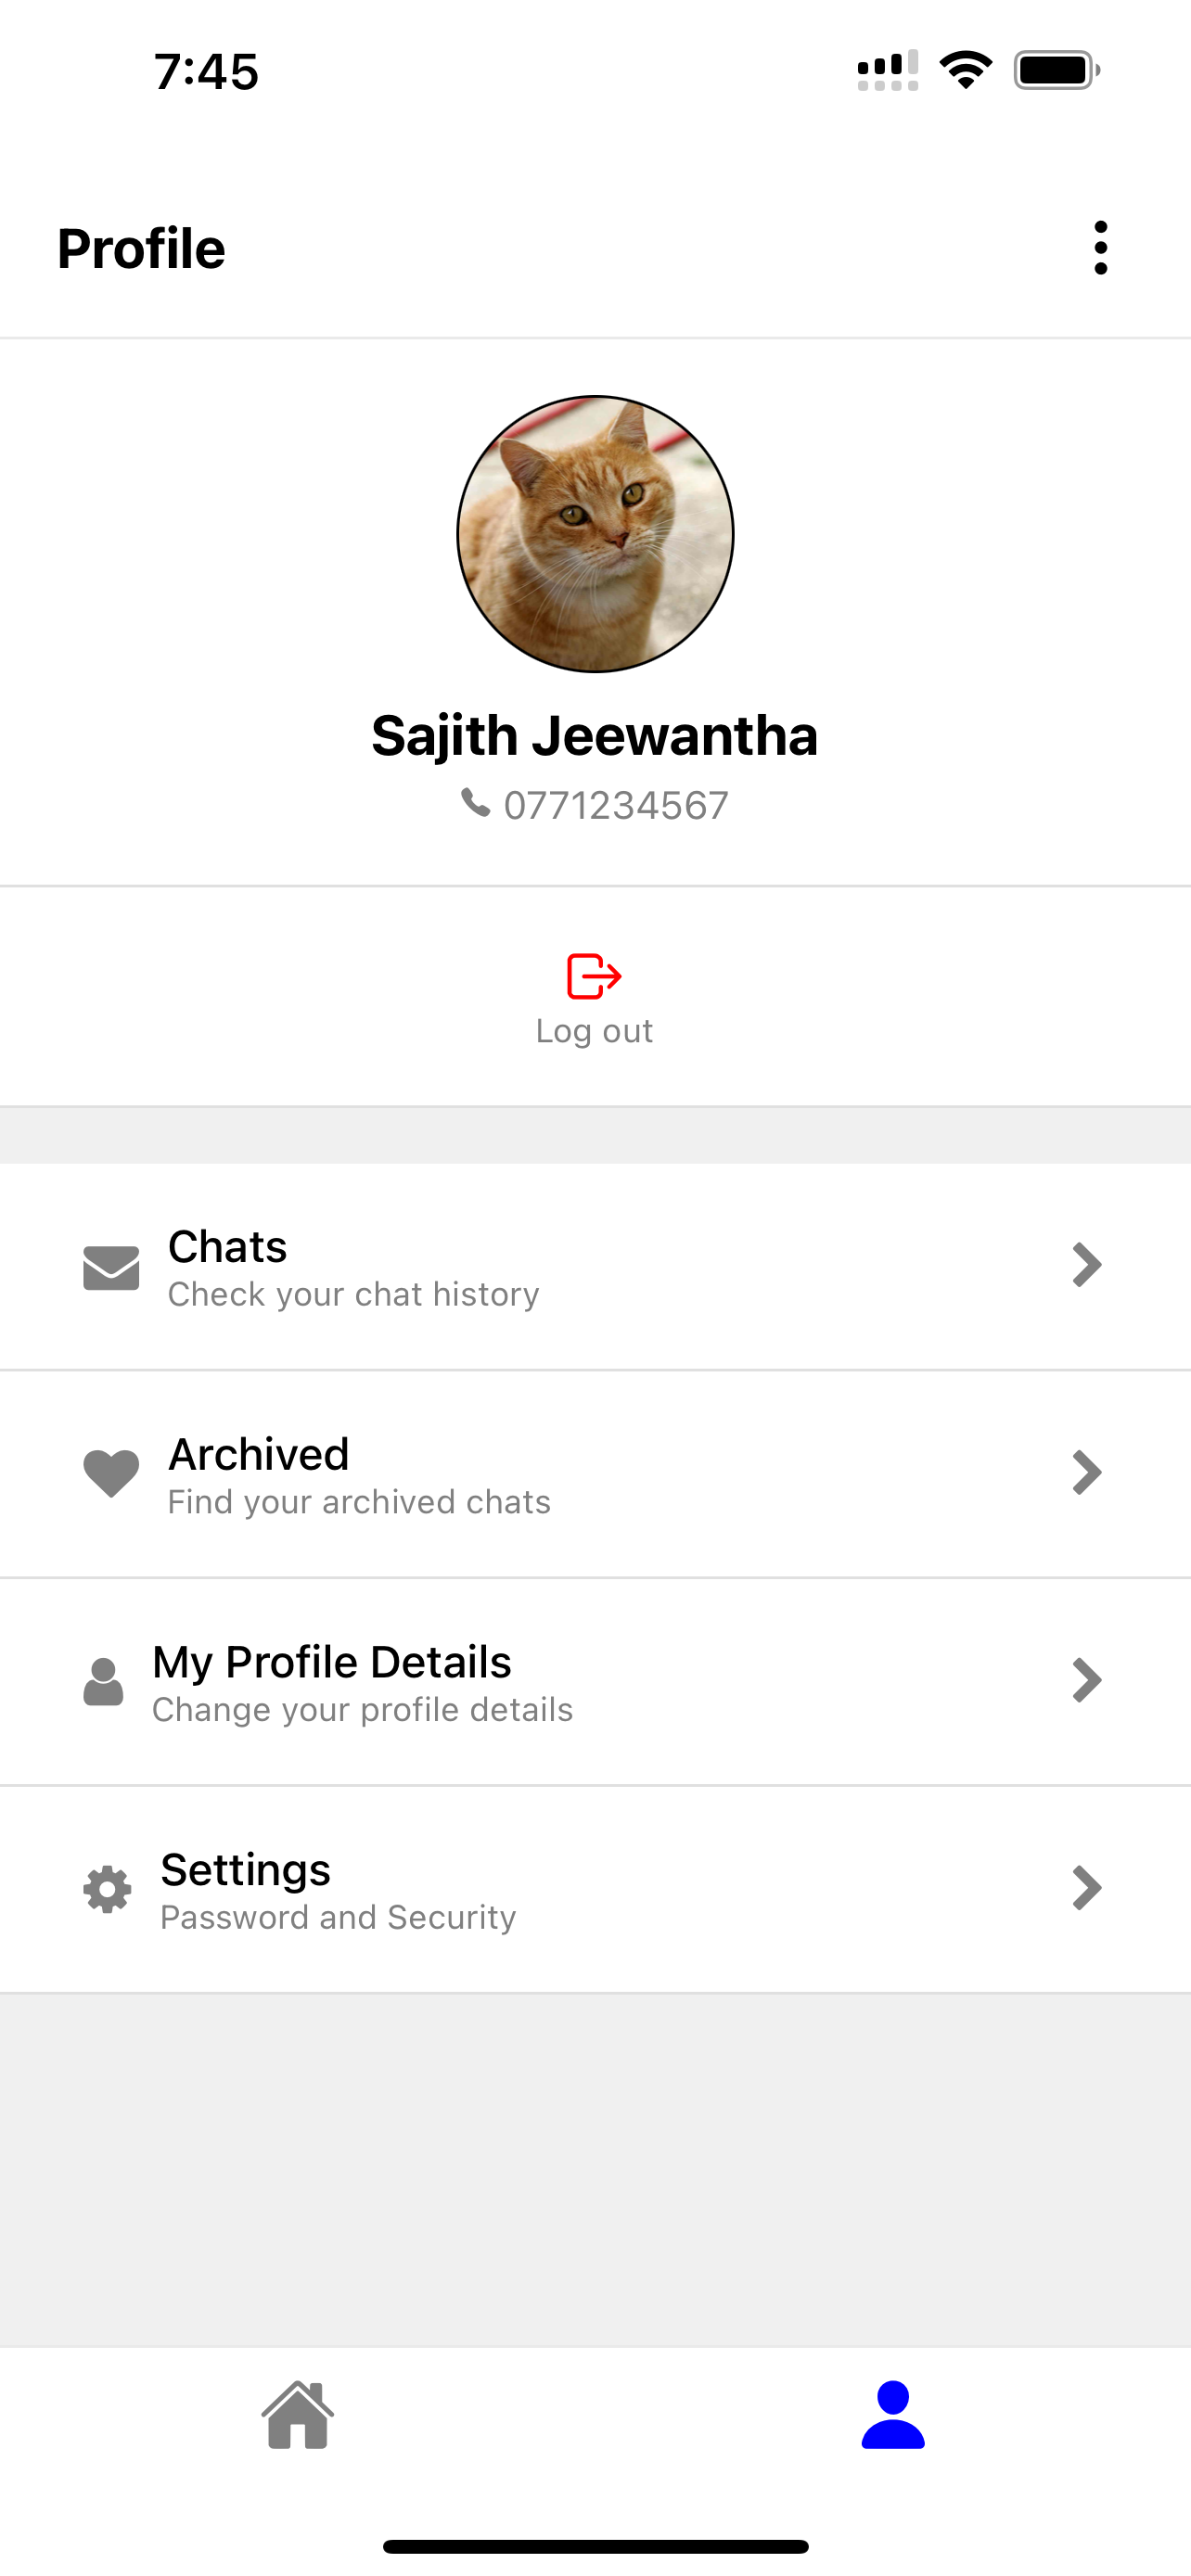 7:45
Profile
Sajith Jeewantha
0771234567
Log out
Chats
Check your chat history
Archived
Find your archived chats
My Profile Details
Change your profile details
Settings
Password and Security